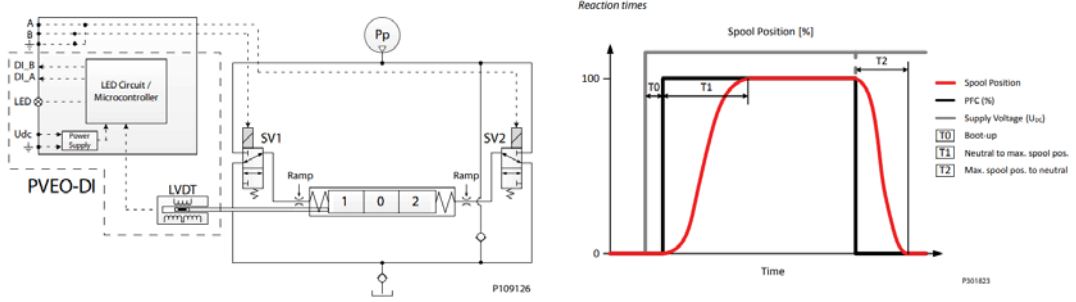 A
B
DI_B
DI_A
LED
Udc
LED Circuit /
Microcontroller
Power
Supply
PVEO-DI
LVDT
Pp
SV1
SV2
Ramp
Ramp
1 0 2
P109126
Reaction times
Spool Position [%]
100
0
T0
T1
T2
Time
Spool Position
PFC (%)
Supply Voltage (UDC)
T0 Boot-up
T1 Neutral to max. spool pos.
T2 Max. spool pos. to neutral
P301823